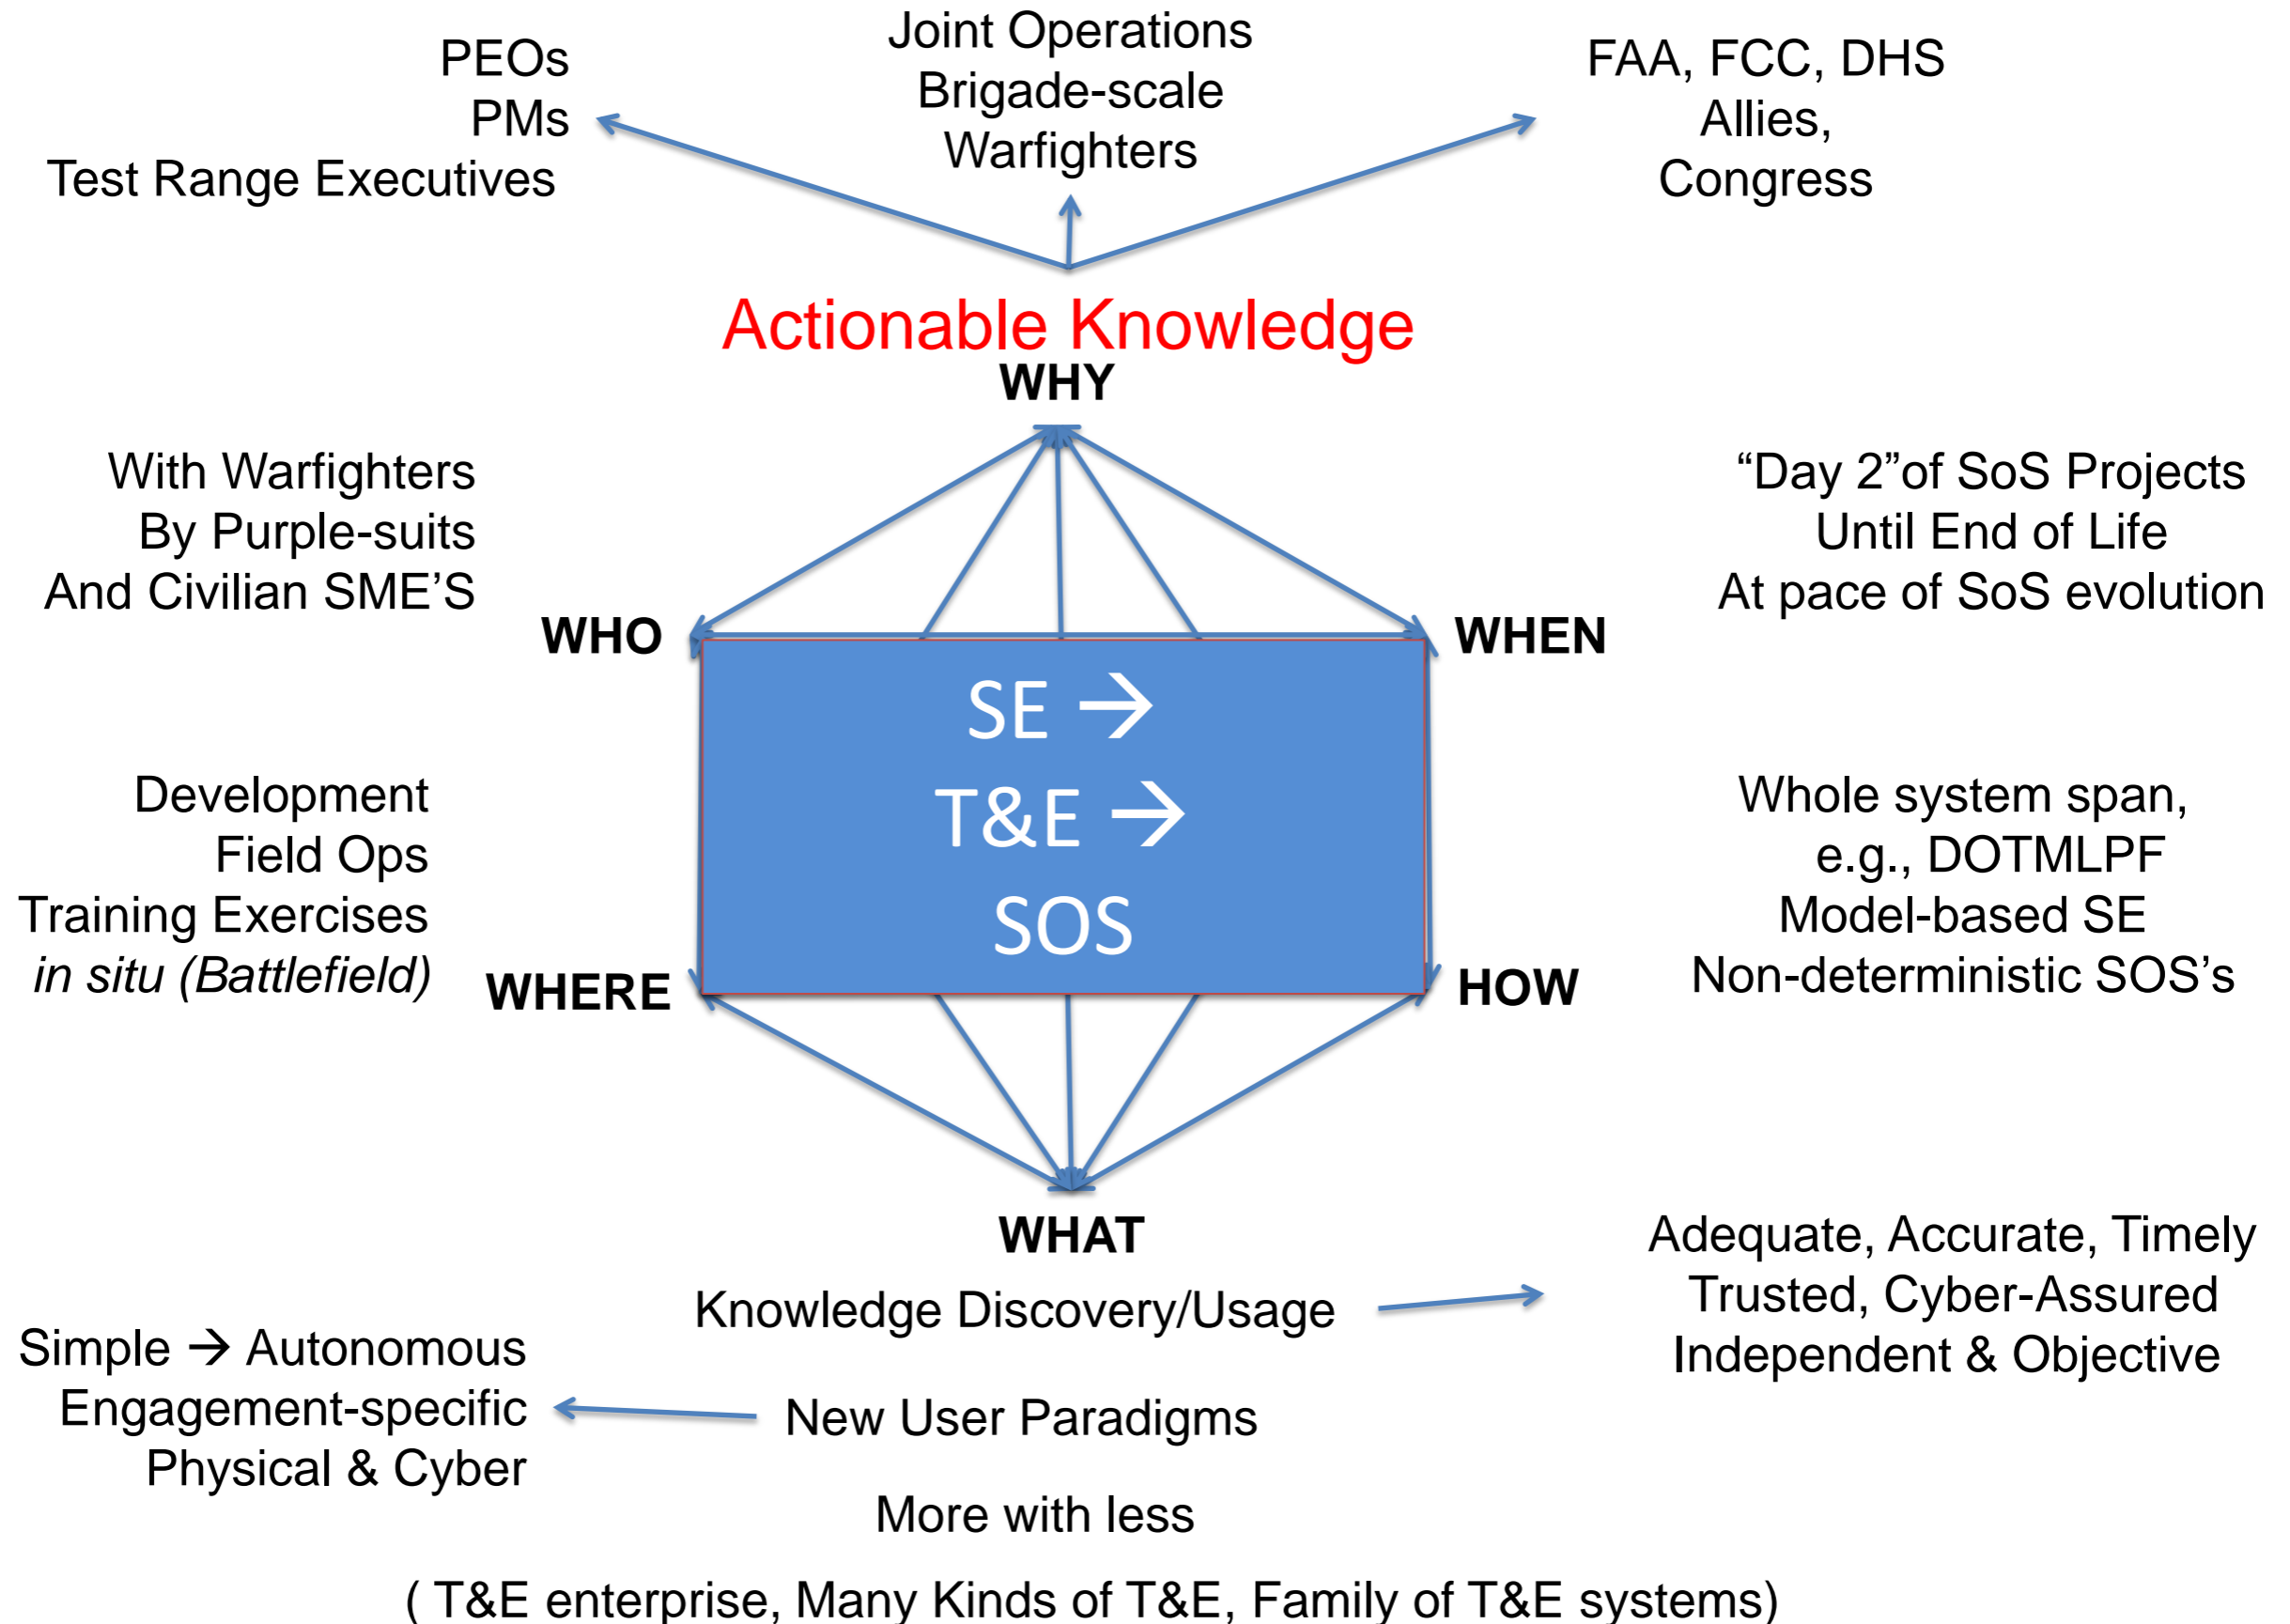 PEOs
PMs
Test Range Executives
Joint Operations
Brigade-scale
Warfighters
FAA, FCC, DHS
Allies,
Congress
Actionable Knowledge
WHY
With Warfighters
By Purple-suits
And Civilian SME’S
“Day 2”of SoS Projects
Until End of Life
At pace of SoS evolution
WHO
WHEN
SE →
T&E →
SOS
Development
Field Ops
Training Exercises
in situ (Battlefield)
Whole system span,
e.g., DOTMLPF
Model-based SE
Non-deterministic SOS’s
WHERE
HOW
WHAT
Knowledge Discovery/Usage
Adequate, Accurate, Timely
Trusted, Cyber-Assured
Independent & Objective
Simple → Autonomous
Engagement-specific
Physical & Cyber
New User Paradigms
More with less
( T&E enterprise, Many Kinds of T&E, Family of T&E systems)